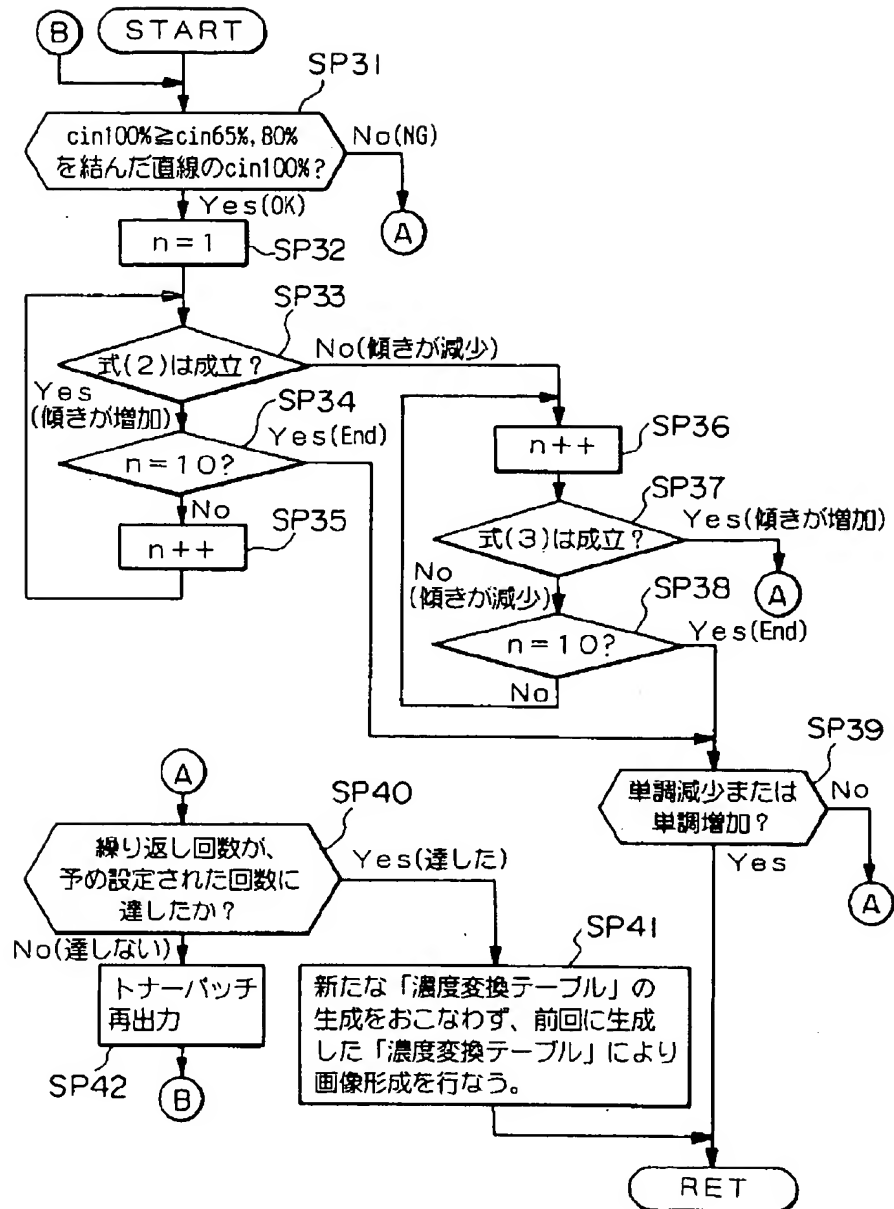 B
START
SP31
cin100%≧cin65%,80%
を結んだ直線のcin100%?
No(NG)
A
Yes(OK)
n=1
SP32
SP33
式(2)は成立?
No(傾きが減少)
Yes
(傾きが増加)
SP34
n=10?
Yes(End)
No
SP35
n++
n++
SP36
SP37
式(3)は成立?
Yes(傾きが増加)
A
No
(傾きが減少)
SP38
n=10?
Yes(End)
No
SP39
単調減少または
単調増加?
No
A
Yes
A
SP40
繰り返し回数が、
予め設定された回数に
達したか?
Yes(達した)
No(達しない)
トナーパッチ
再出力
SP42
B
SP41
新たな「濃度変換テーブル」の
生成をおこなわず、前回に生成
した「濃度変換テーブル」により
画像形成を行なう。
RET